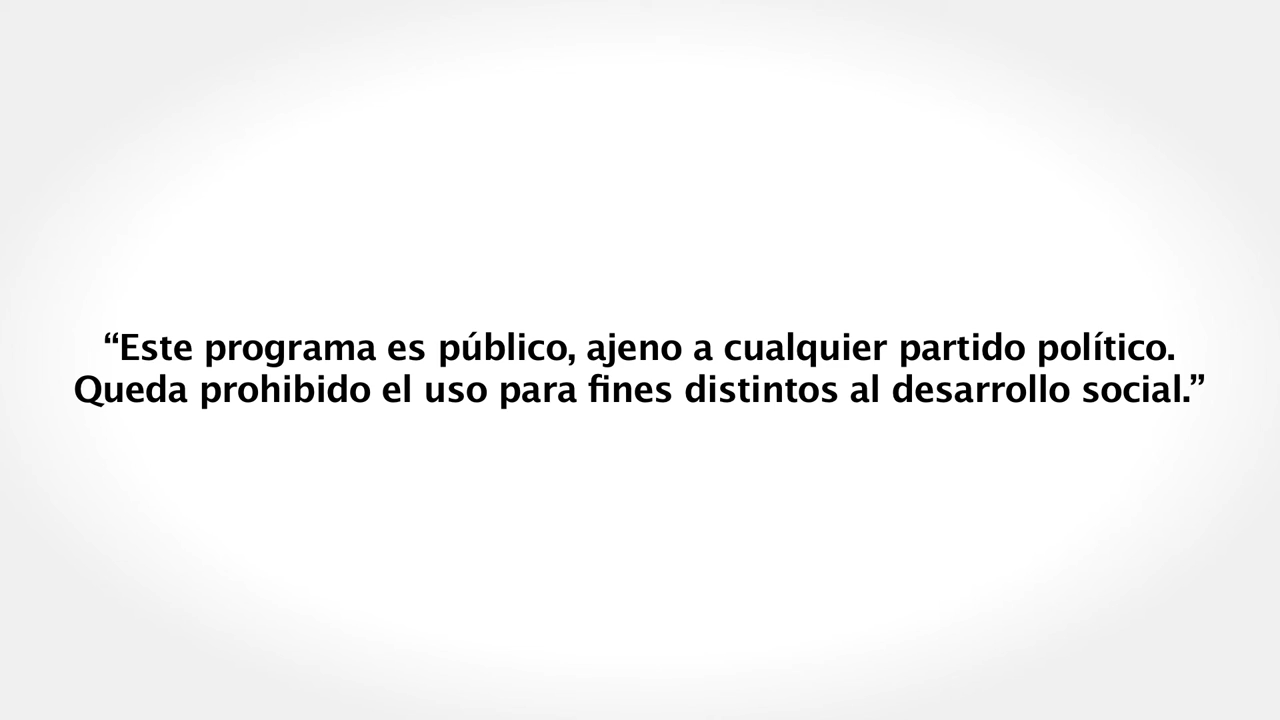 “Este programa es público, ajeno a cualquier partido político.
Queda prohibido el uso para fines distintos al desarrollo social.”